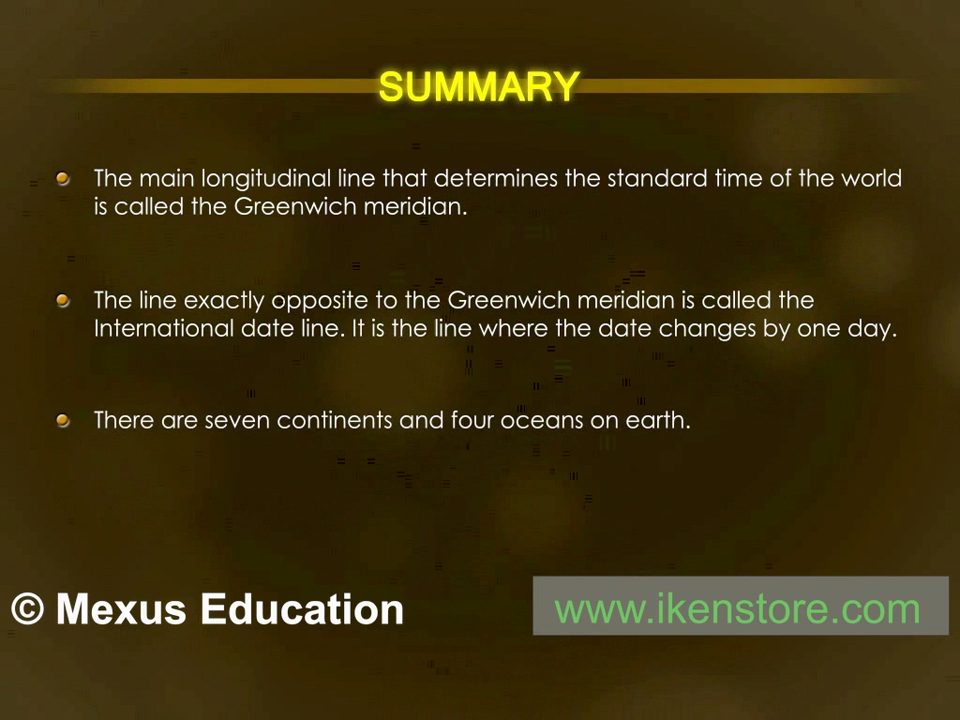 SUMMARY
The main longitudinal line that determines the standard time of the world
is called the Greenwich meridian.
The line exactly opposite to the Greenwich meridian is called the
International date line. It is the line where the date changes by one day.
There are seven continents and four oceans on earth.
© Mexus Education
www.ikenstore.com